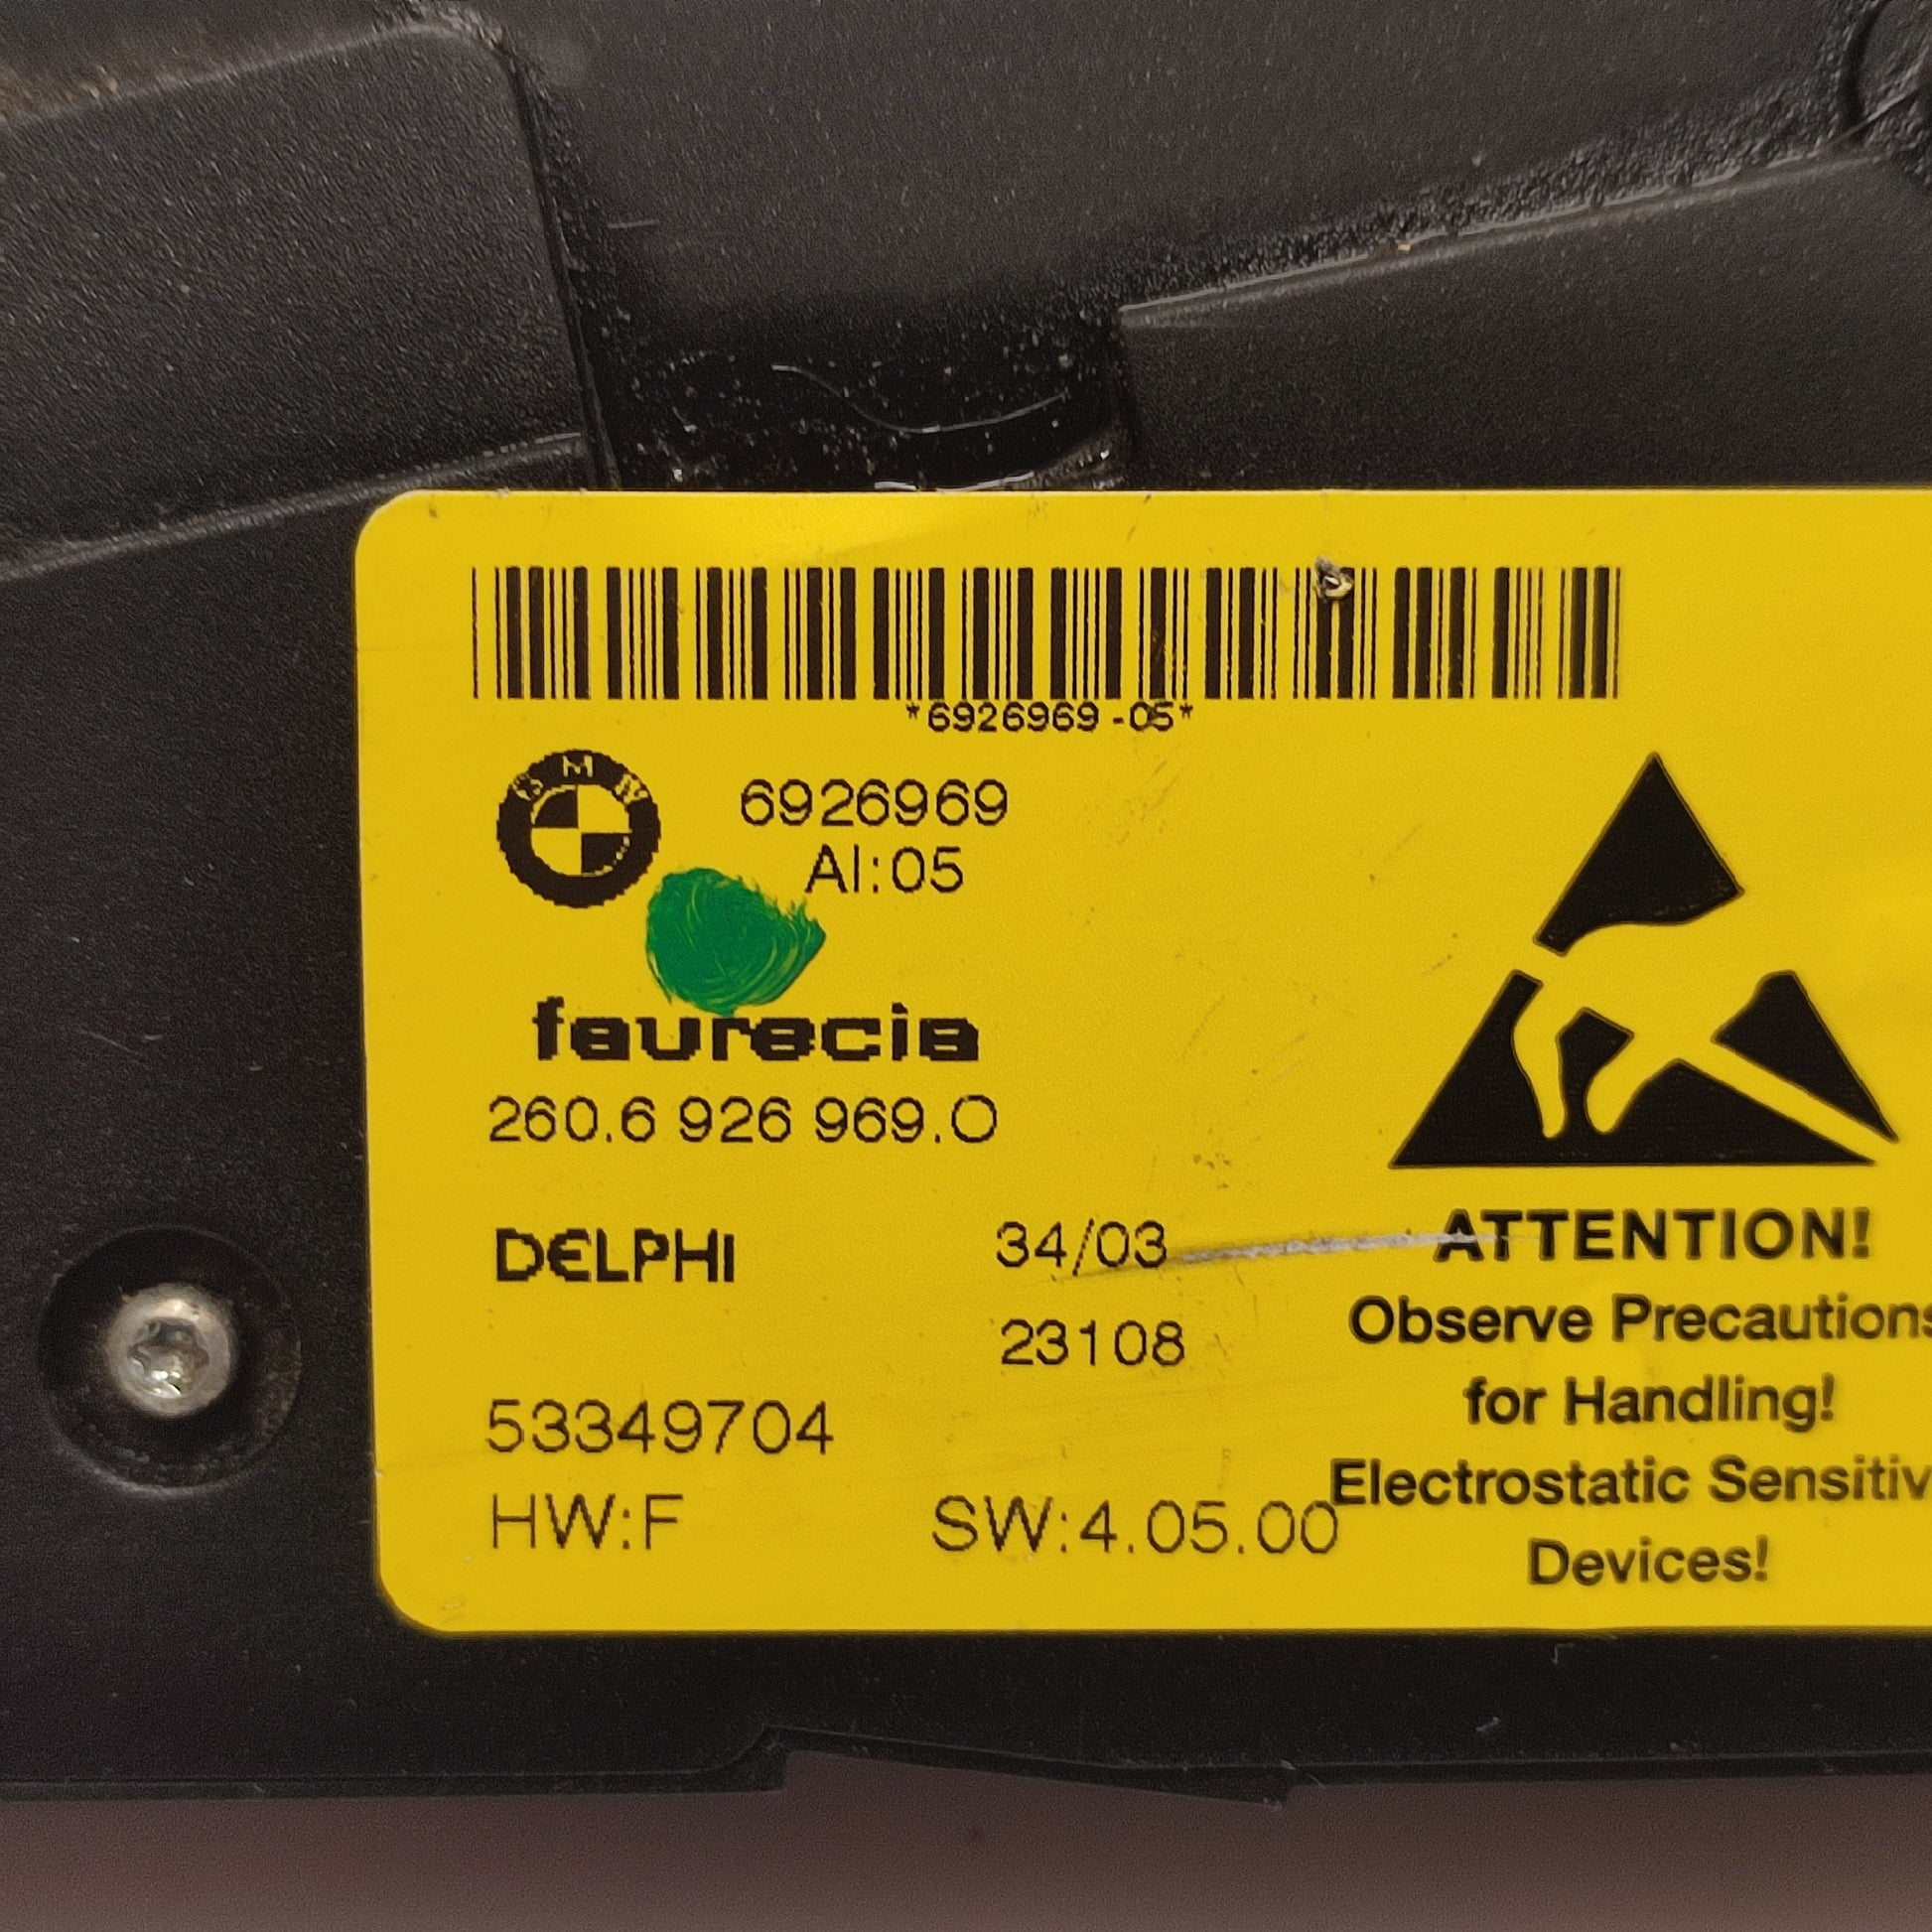 *6926969-05*
BMW
6926969
AI:05
faurecia
260.6 926 969.O
DELPHI
34/03
23108
53349704
HW:F
SW:4.05.00
ATTENTION!
Observe Precautions
for Handling!
Electrostatic Sensitiv
Devices!